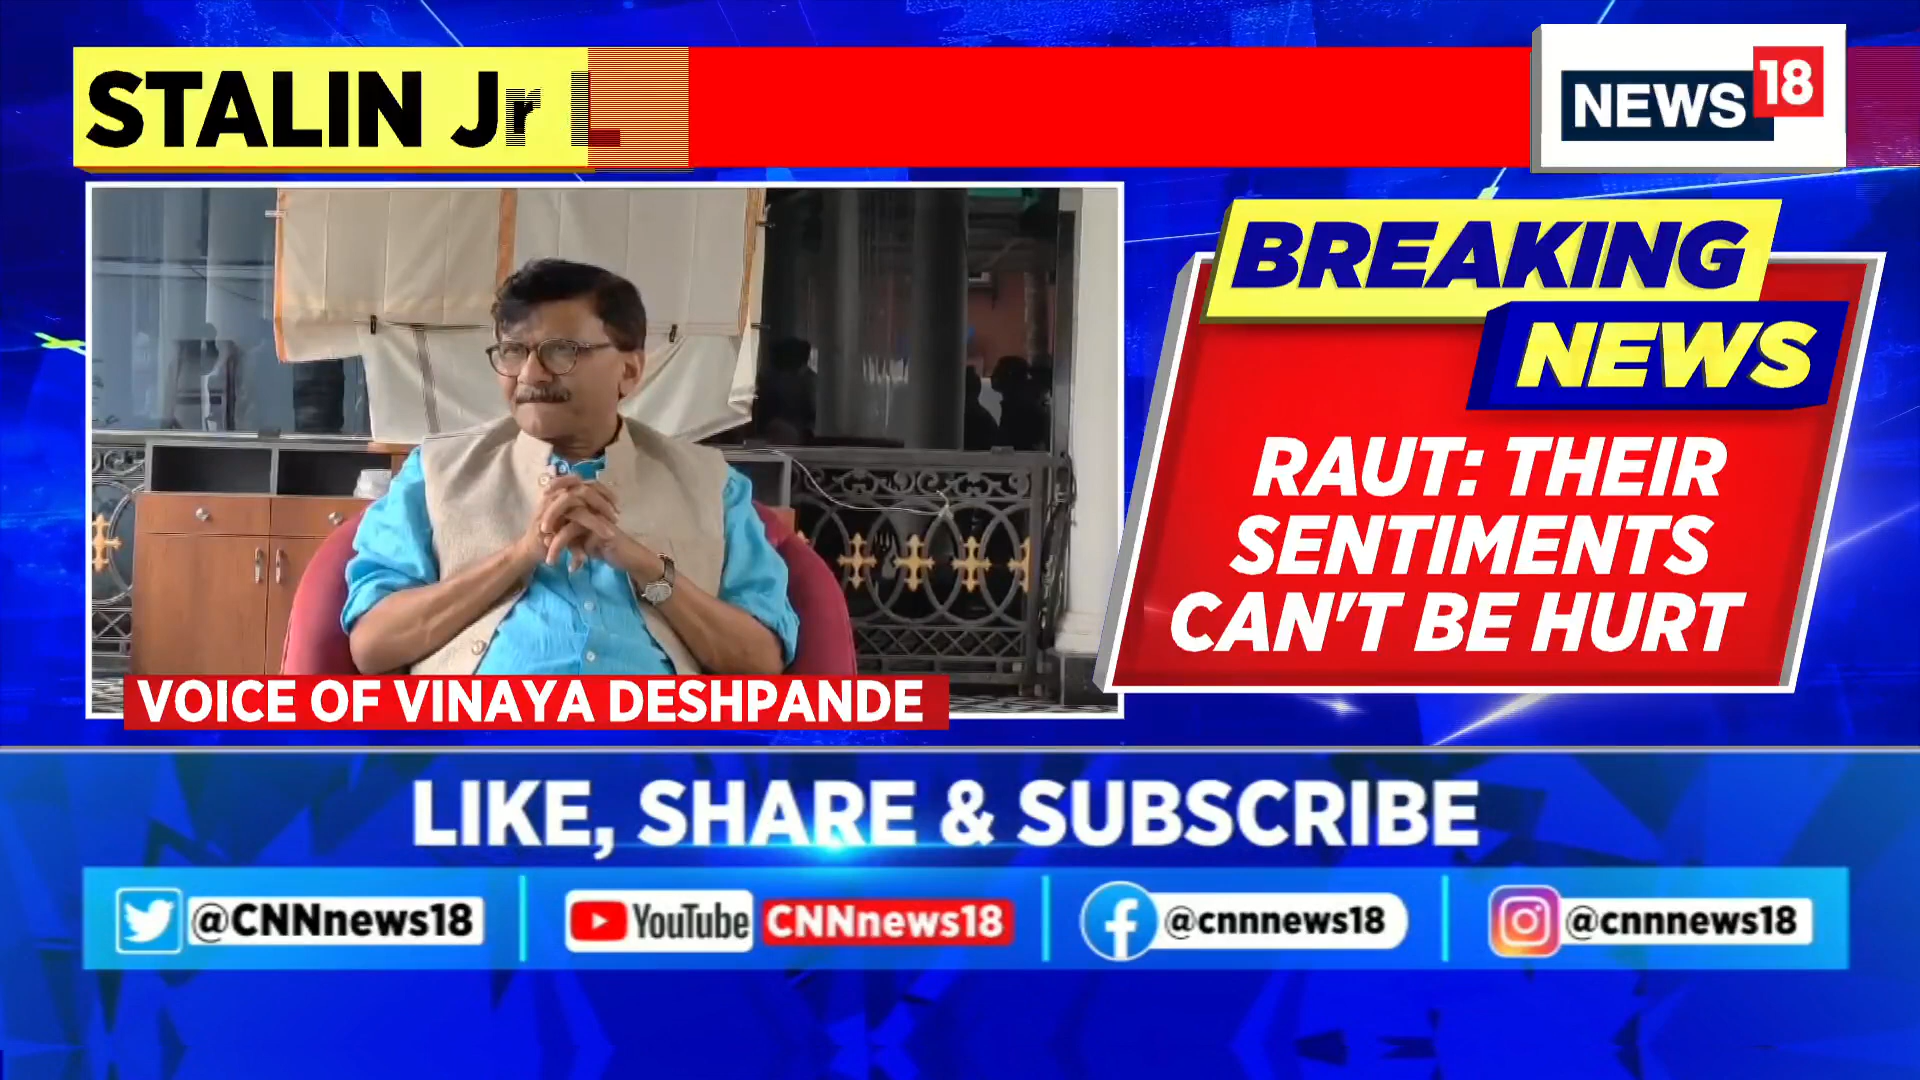 STALIN Jr L
NEWS 18
BREAKING
NEWS
RAUT: THEIR
SENTIMENTS
CAN'T BE HURT
VOICE OF VINAYA DESHPANDE
LIKE, SHARE & SUBSCRIBE
@CNNnews18
YouTube CNNnews18
@cnnnews18
@cnnnews18